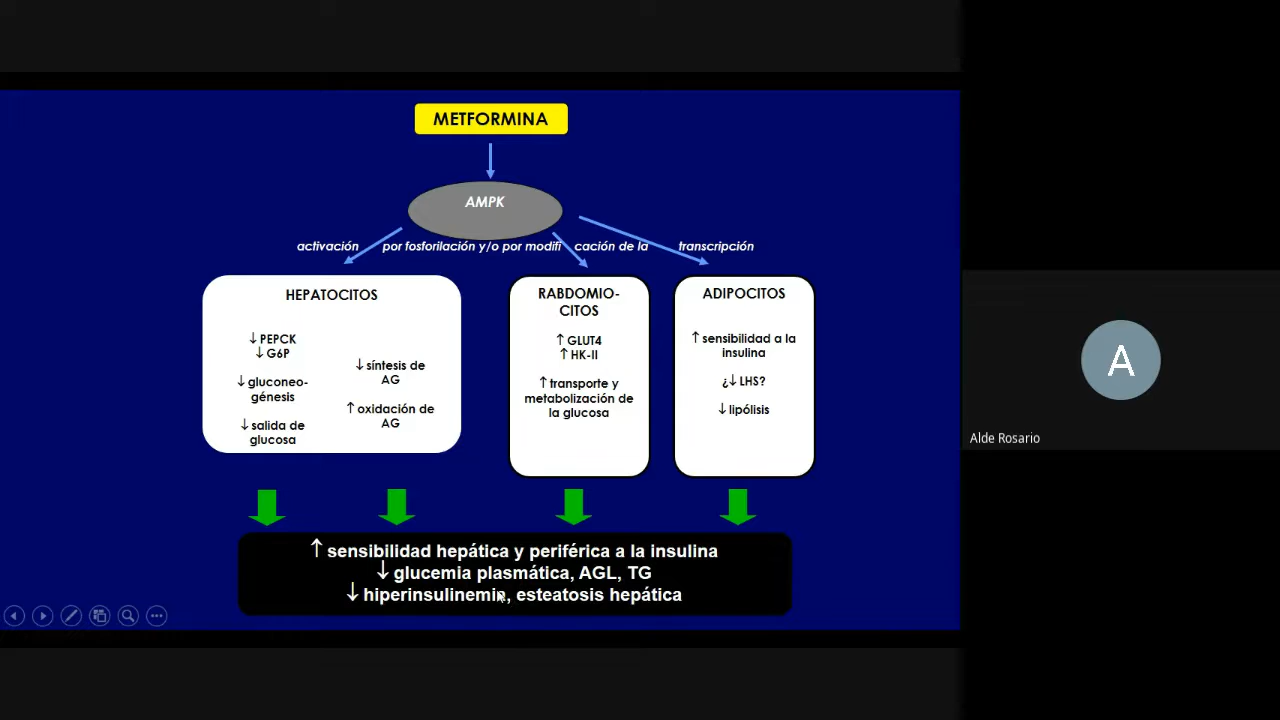 METFORMINA
AMPK
activación por fosforilación y/o por modifi cación de la transcripción
HEPATOCITOS
↓ PEPCK
↓ G6P
↓ gluconeo-
génesis
↓ salida de
glucosa
↓ síntesis de
AG
↑ oxidación de
AG
RABDOMIO-
CITOS
↑ GLUT4
↑ HK-II
↑ transporte y
metabolización de
la glucosa
ADIPOCITOS
↑ sensibilidad a la
insulina
¿↓ LHS?
↓ lipólisis
↑ sensibilidad hepática y periférica a la insulina
↓ glucemia plasmática, AGL, TG
↓ hiperinsulinemia, esteatosis hepática
A
Alde Rosario